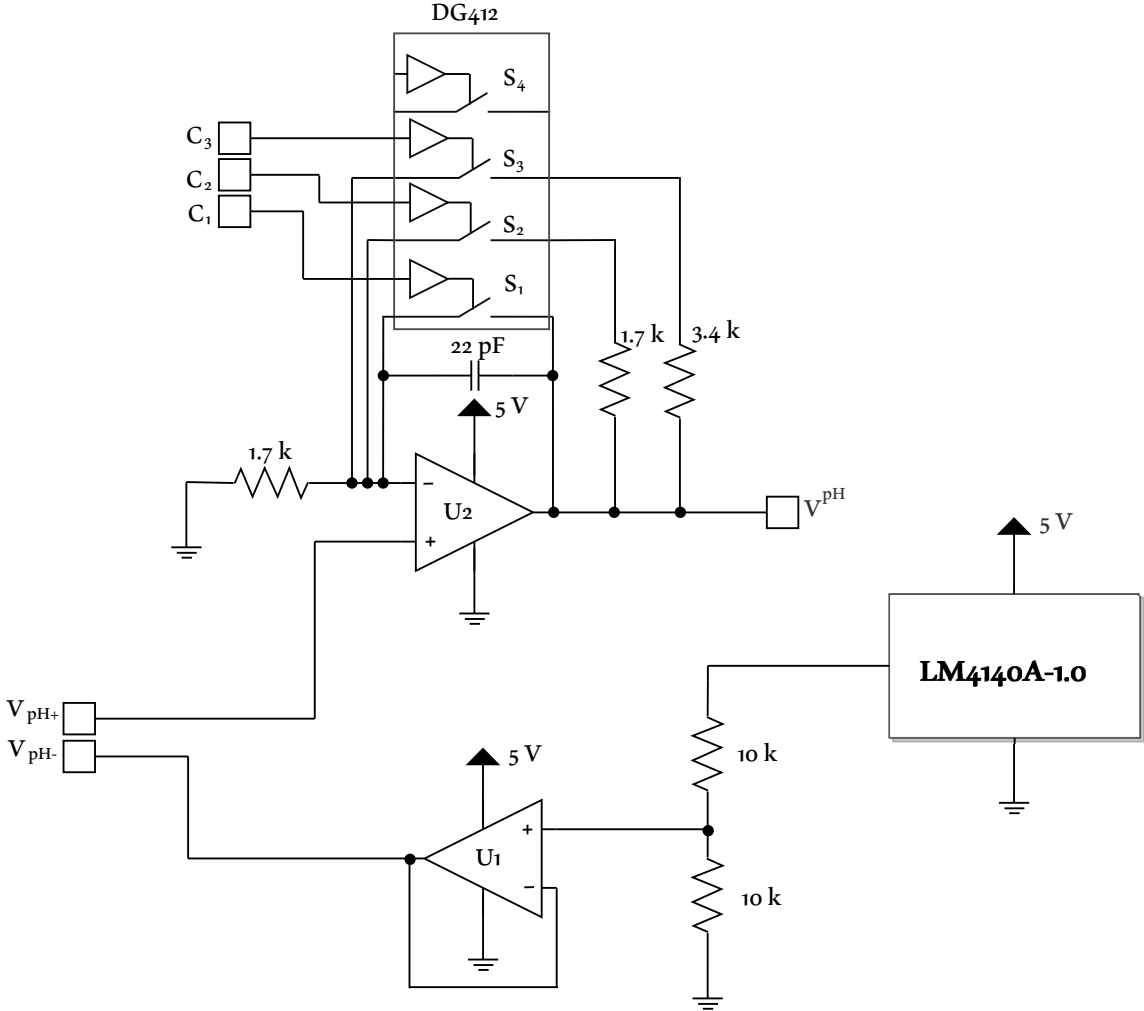 DG412
S4
C3
S3
C2
C1
S2
S1
1.7 k
3.4 k
22 pF
5 V
1.7 k
−
U2
+
VpH
5 V
LM4140A-1.0
VpH+
VpH-
5 V
10 k
+
U1
−
10 k